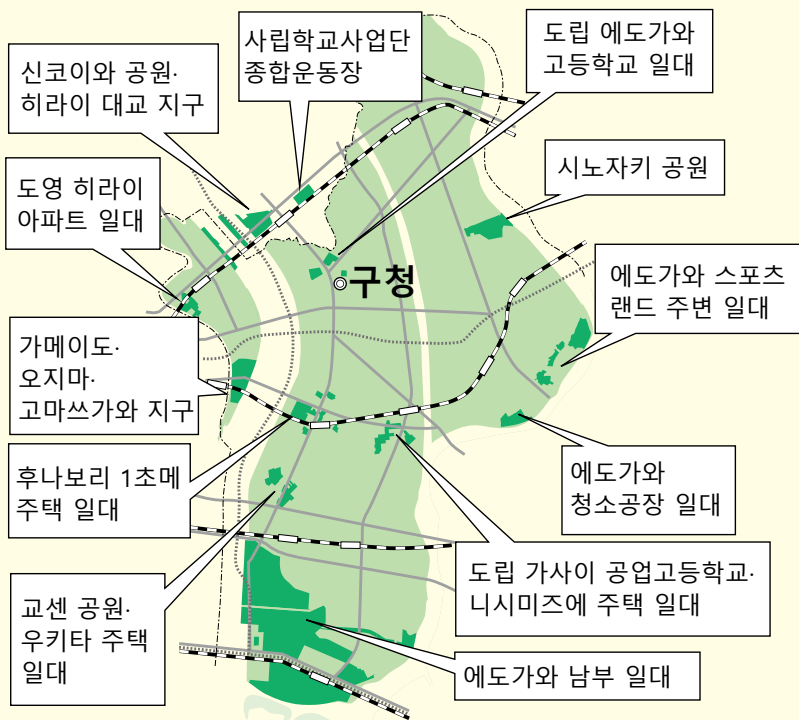 신코이와 공원·
히라이 대교 지구
사립학교사업단
종합운동장
도립 에도가와
고등학교 일대
시노자키 공원
도영 히라이
아파트 일대
구청
에도가와 스포츠
랜드 주변 일대
가메이도·
오지마·
고마쓰가와 지구
후나보리 1초메
주택 일대
에도가와
청소공장 일대
교센 공원·
우키타 주택
일대
도립 가사이 공업고등학교·
니시미즈에 주택 일대
에도가와 남부 일대